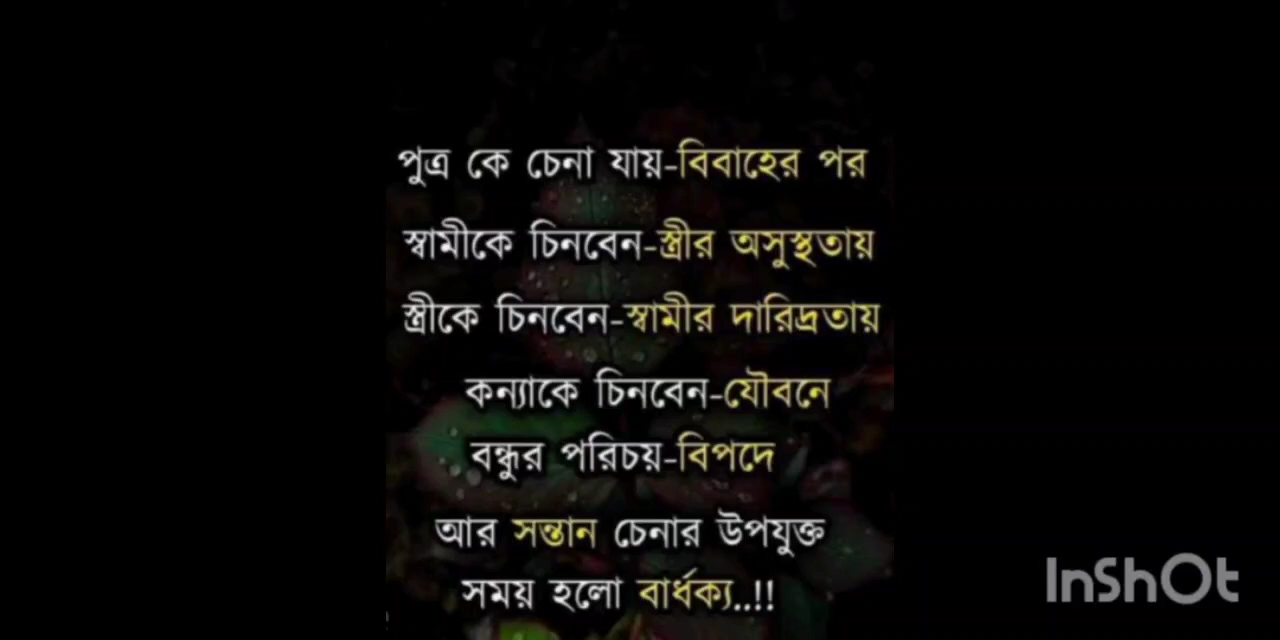 পুত্র কে চেনা যায়-বিবাহের পর
স্বামীকে চিনবেন-স্ত্রীর অসুস্থতায়
স্ত্রীকে চিনবেন-স্বামীর দারিদ্রতায়
কন্যাকে চিনবেন-যৌবনে
বন্ধুর পরিচয়-বিপদে
আর সন্তান চেনার উপযুক্ত
সময় হলো বার্ধক্য..!!
InShOt